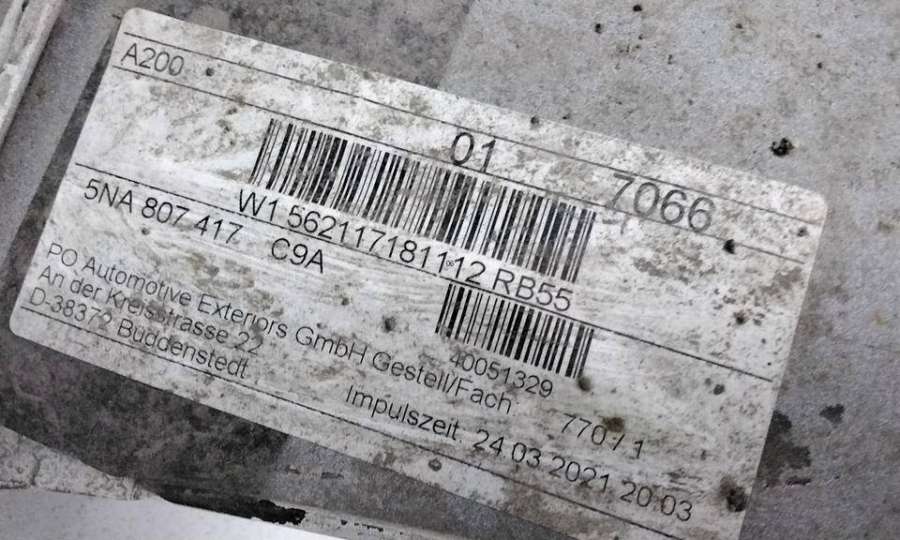 A200
01 7066
W1 562117181112 RB55
5NA 807 417 C9A
40051329
PO Automotive Exteriors GmbH Gestell/Fach 770 / 1
An der Kreisstrasse 22
D-38372 Buddenstedt Impulszeit 24 03 2021 20:03